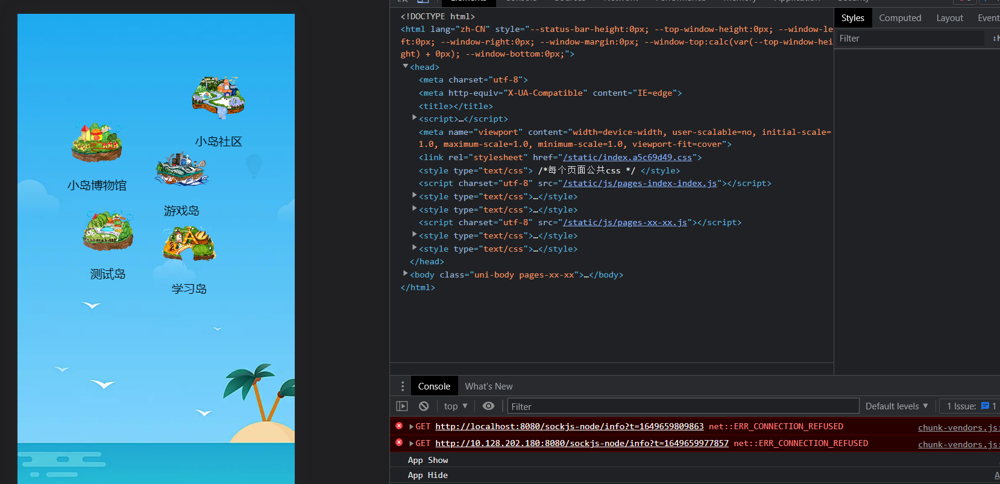 小岛社区
小岛博物馆
游戏岛
测试岛
学习岛
<!DOCTYPE html>
<html lang="zh-CN" style="--status-bar-height:0px; --top-window-height:0px; --window-le
ft:0px; --window-right:0px; --window-margin:0px; --window-top:calc(var(--top-window-hei
ght) + 0px); --window-bottom:0px;">
<head>
<meta charset="utf-8">
<meta http-equiv="X-UA-Compatible" content="IE=edge">
<title></title>
<script>…</script>
<meta name="viewport" content="width=device-width, user-scalable=no, initial-scale=
1.0, maximum-scale=1.0, minimum-scale=1.0, viewport-fit=cover">
<link rel="stylesheet" href="/static/index.a5c69d49.css">
<style type="text/css"> /*每个页面公共css */ </style>
<script charset="utf-8" src="/static/js/pages-index-index.js"></script>
<style type="text/css">…</style>
<style type="text/css">…</style>
<script charset="utf-8" src="/static/js/pages-xx-xx.js"></script>
<style type="text/css">…</style>
<style type="text/css">…</style>
</head>
<body class="uni-body pages-xx-xx">…</body>
</html>
Styles Computed Layout Event
Filter
Console What's New
top Filter Default levels 1 Issue: 1
GET http://localhost:8080/sockjs-node/info?t=1649659809863 net::ERR_CONNECTION_REFUSED chunk-vendors.js:
GET http://10.128.202.180:8080/sockjs-node/info?t=1649659977857 net::ERR_CONNECTION_REFUSED chunk-vendors.js:
App Show
App Hide